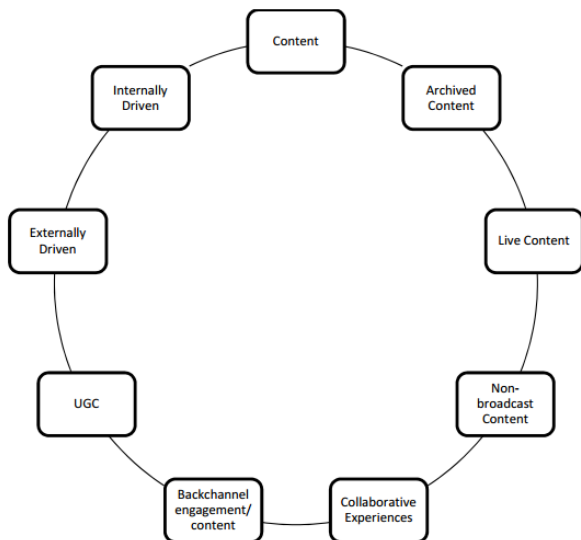 Content
Archived
Content
Live Content
Non-
broadcast
Content
Collaborative
Experiences
Backchannel
engagement/
content
UGC
Externally
Driven
Internally
Driven